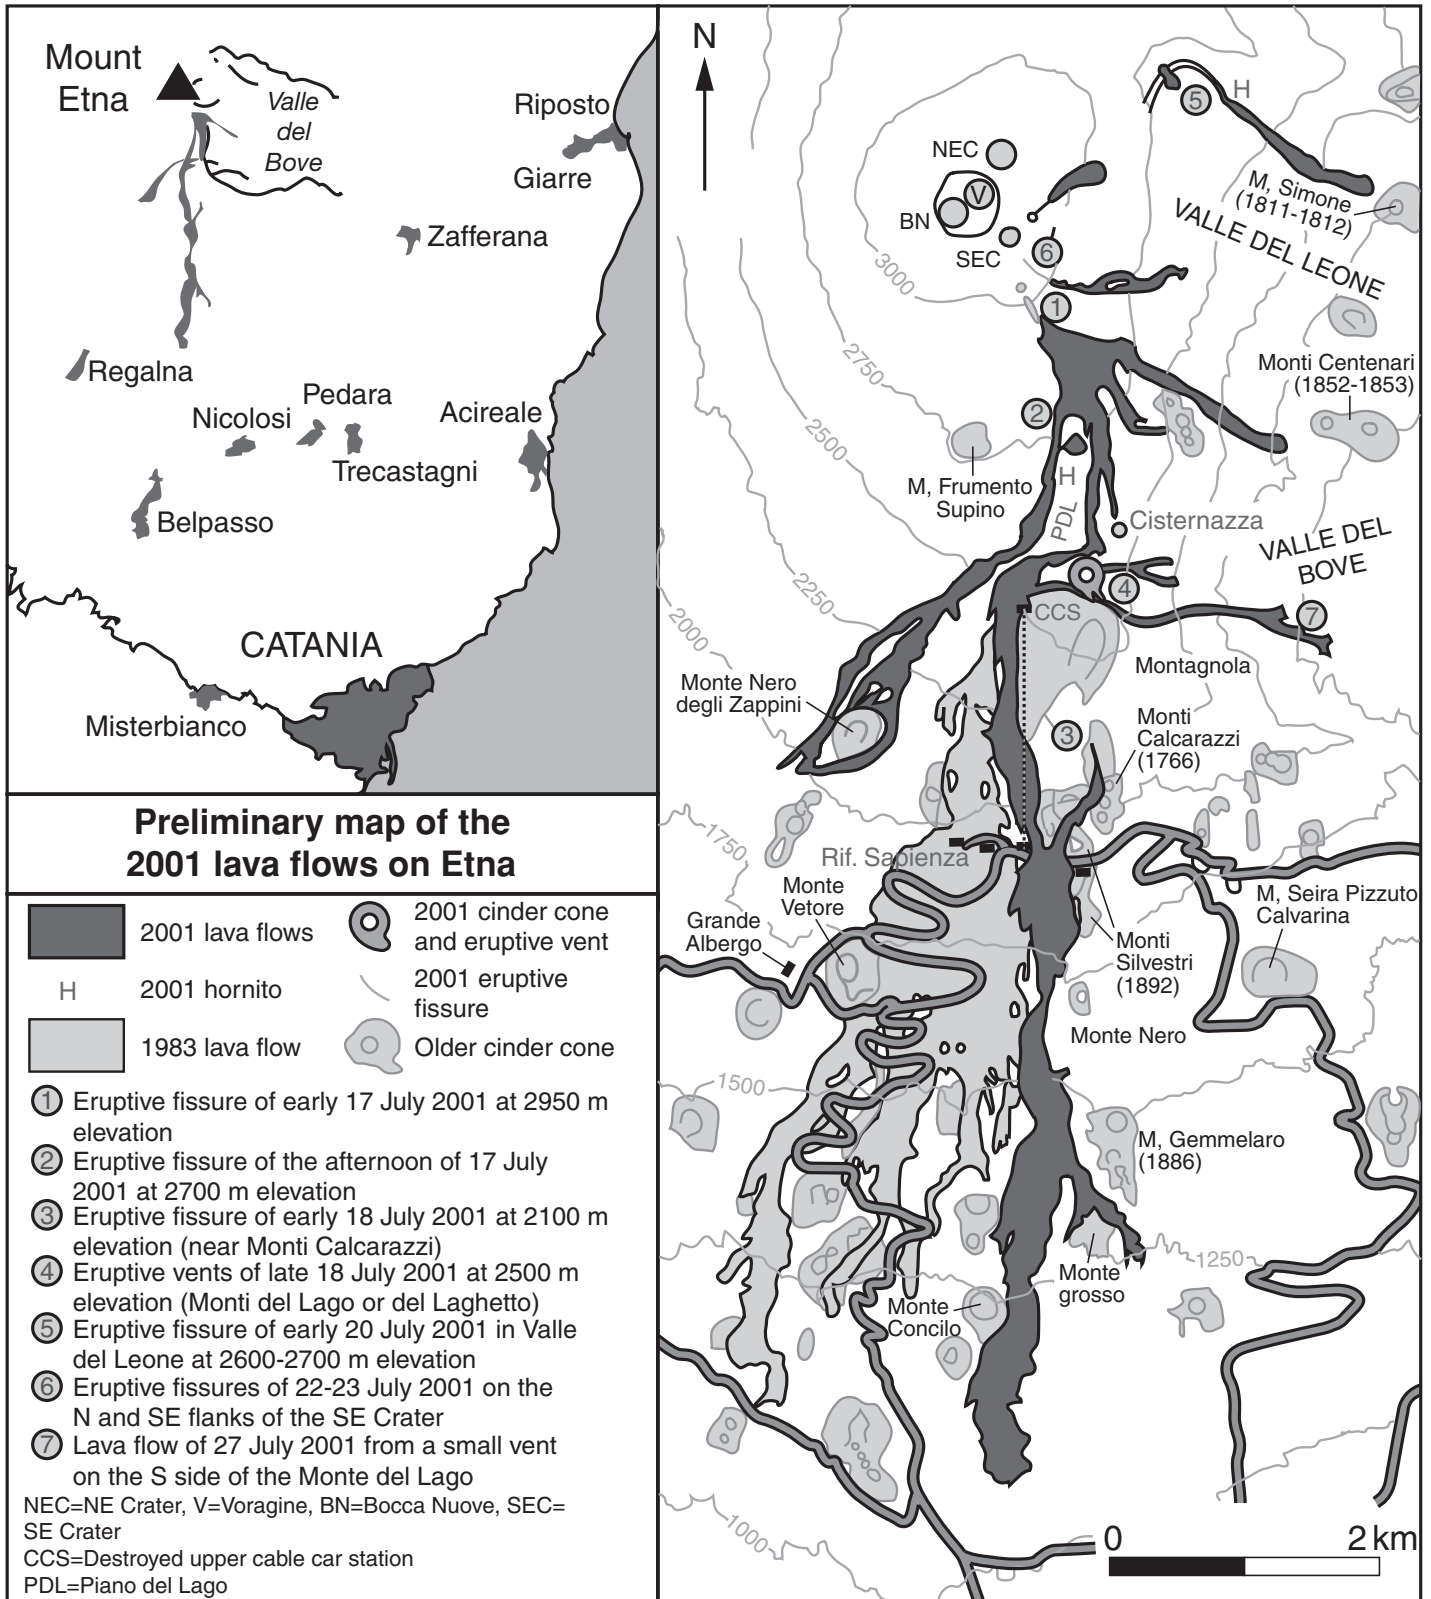 Mount
Etna
Valle
del
Bove
Riposto
Giarre
Zafferana
Regalna
Pedara
Nicolosi
Acireale
Trecastagni
Belpasso
CATANIA
Misterbianco
Preliminary map of the
2001 lava flows on Etna
2001 lava flows
2001 cinder cone
and eruptive vent
H
2001 hornito
2001 eruptive
fissure
1983 lava flow
Older cinder cone
1 Eruptive fissure of early 17 July 2001 at 2950 m
elevation
2 Eruptive fissure of the afternoon of 17 July
2001 at 2700 m elevation
3 Eruptive fissure of early 18 July 2001 at 2100 m
elevation (near Monti Calcarazzi)
4 Eruptive vents of late 18 July 2001 at 2500 m
elevation (Monti del Lago or del Laghetto)
5 Eruptive fissure of early 20 July 2001 in Valle
del Leone at 2600-2700 m elevation
6 Eruptive fissures of 22-23 July 2001 on the
N and SE flanks of the SE Crater
7 Lava flow of 27 July 2001 from a small vent
on the S side of the Monte del Lago
NEC=NE Crater, V=Voragine, BN=Bocca Nuove, SEC=
SE Crater
CCS=Destroyed upper cable car station
PDL=Piano del Lago
N
5
H
NEC
V
BN
SEC
6
M, Simone
(1811-1812)
VALLE DEL LEONE
3000
1
2750
Monti Centenari
(1852-1853)
2
2500
M, Frumento
Supino
H
PDL
Cisternazza
VALLE DEL
BOVE
2250
4
CCS
7
2000
Montagnola
Monte Nero
degli Zappini
3
Monti
Calcarazzi
(1766)
1750
Rif. Sapienza
Monte
Vetore
M, Seira Pizzuto
Calvarina
Grande
Albergo
Monti
Silvestri
(1892)
Monte Nero
1500
M, Gemmelaro
(1886)
1250
Monte
grosso
Monte
Concilo
1000
0
2 km